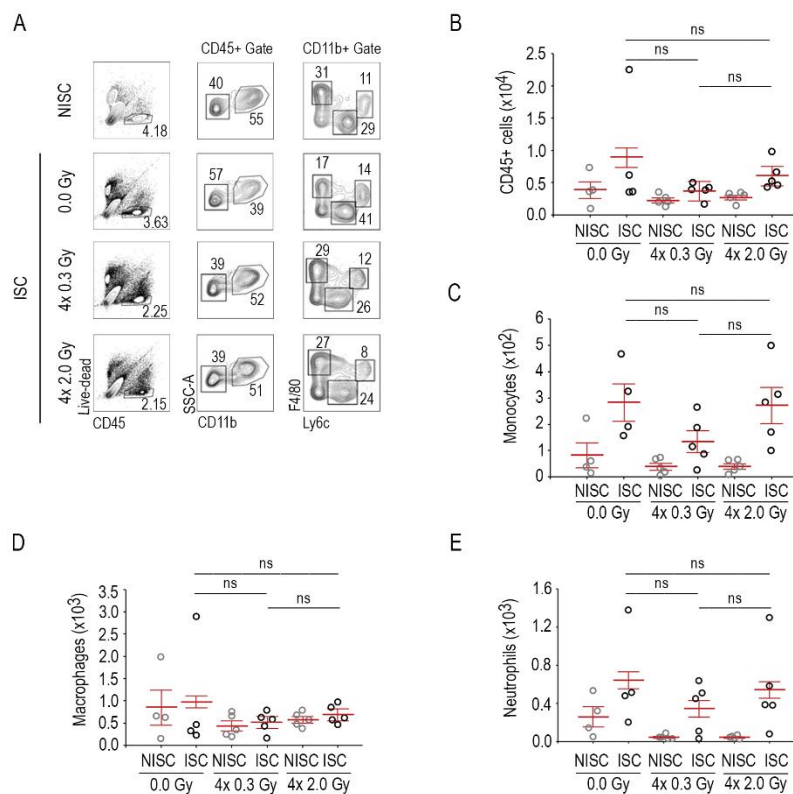 A
CD45+ Gate
CD11b+ Gate
NISC
4.18
40
55
31
11
29
ISC
0.0 Gy
3.63
57
39
17
14
41
4x 0.3 Gy
2.25
39
52
29
12
26
4x 2.0 Gy
Live-dead
2.15
CD45
SSC-A
39
51
CD11b
F4/80
27
8
24
Ly6c
B
ns
ns
ns
CD45+ cells (x10⁴)
2.5
2.0
1.5
1.0
0.5
0.0
NISC ISC NISC ISC NISC ISC
0.0 Gy 4x 0.3 Gy 4x 2.0 Gy
C
ns
ns
ns
Monocytes (x10²)
6
5
4
3
2
1
0
NISC ISC NISC ISC NISC ISC
0.0 Gy 4x 0.3 Gy 4x 2.0 Gy
D
ns
ns
ns
Macrophages (x10³)
3.5
3.0
2.5
2.0
1.5
1.0
0.5
0.0
NISC ISC NISC ISC NISC ISC
0.0 Gy 4x 0.3 Gy 4x 2.0 Gy
E
ns
ns
ns
Neutrophils (x10³)
1.6
1.2
0.8
0.4
0.0
NISC ISC NISC ISC NISC ISC
0.0 Gy 4x 0.3 Gy 4x 2.0 Gy